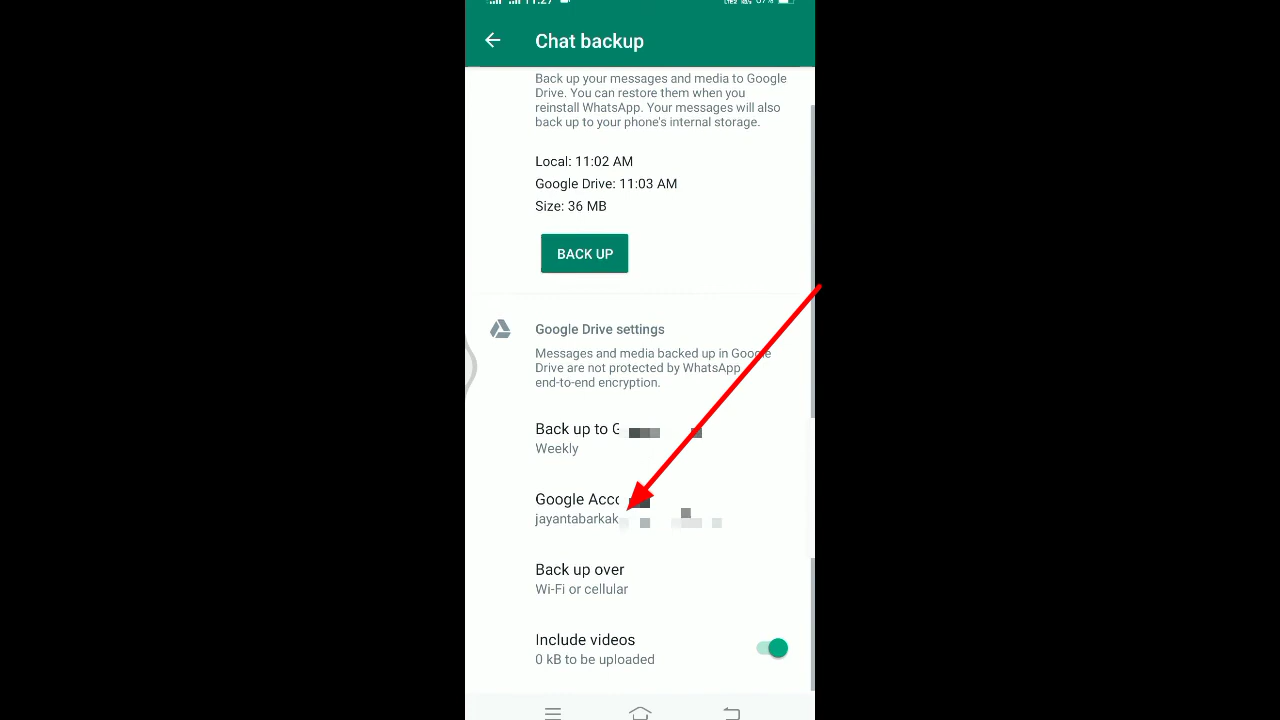 Chat backup
Back up your messages and media to Google
Drive. You can restore them when you
reinstall WhatsApp. Your messages will also
back up to your phone's internal storage.
Local: 11:02 AM
Google Drive: 11:03 AM
Size: 36 MB
BACK UP
Google Drive settings
Messages and media backed up in Google
Drive are not protected by WhatsApp
end-to-end encryption.
Back up to
Weekly
Google
Back up over
Wi-Fi or cellular
Include videos
0 kB to be uploaded